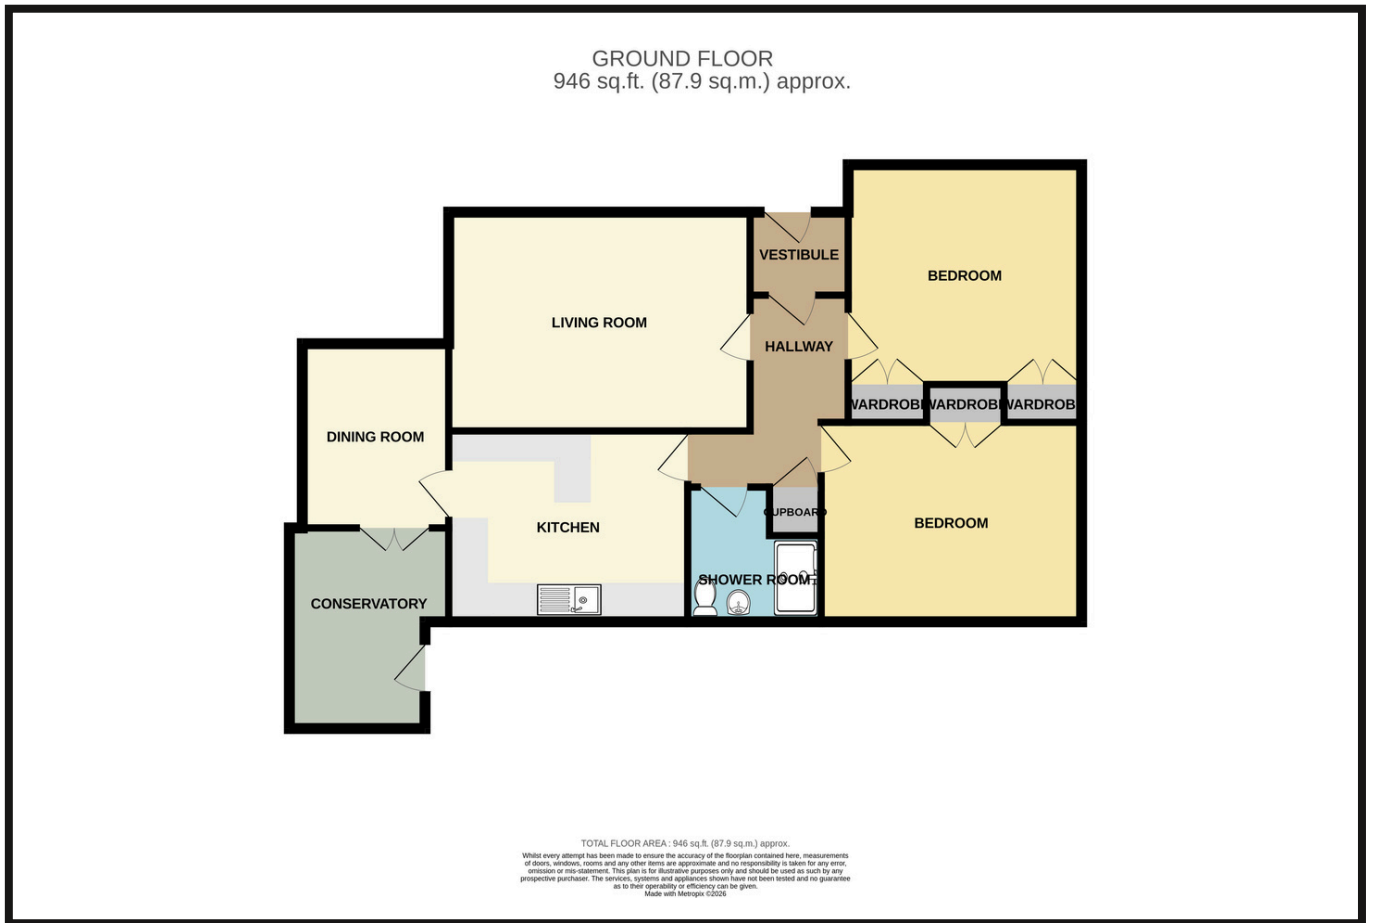 GROUND FLOOR
946 sq.ft. (87.9 sq.m.) approx.
VESTIBULE
BEDROOM
LIVING ROOM
HALLWAY
WARDROBE
WARDROBE
WARDROBE
DINING ROOM
KITCHEN
CUPBOARD
BEDROOM
SHOWER ROOM
CONSERVATORY
TOTAL FLOOR AREA : 946 sq.ft. (87.9 sq.m.) approx.
Whilst every attempt has been made to ensure the accuracy of the floorplan contained here, measurements
of doors, windows, rooms and any other items are approximate and no responsibility is taken for any error,
omission or mis-statement. This plan is for illustrative purposes only and should be used as such by any
prospective purchaser. The services, systems and appliances shown have not been tested and no guarantee
as to their operability or efficiency can be given.
Made with Metropix ©2026